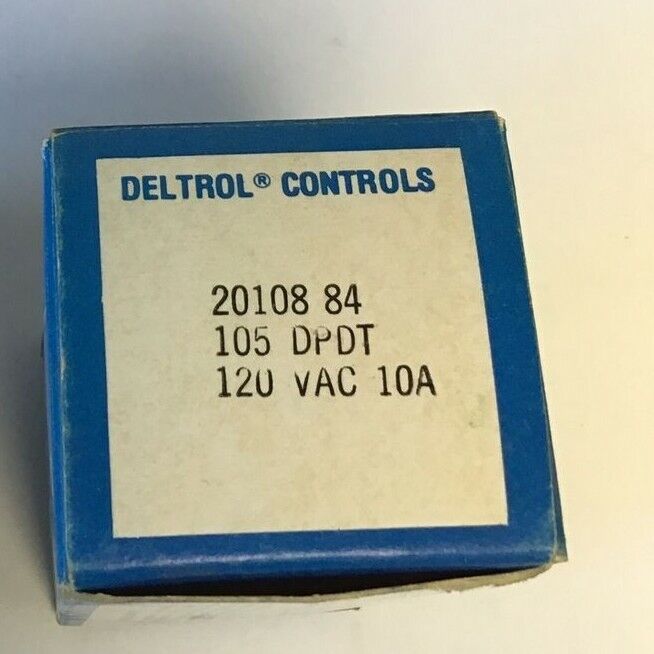 DELTROL® CONTROLS
20108 84
105 DPDT
120 VAC 10A